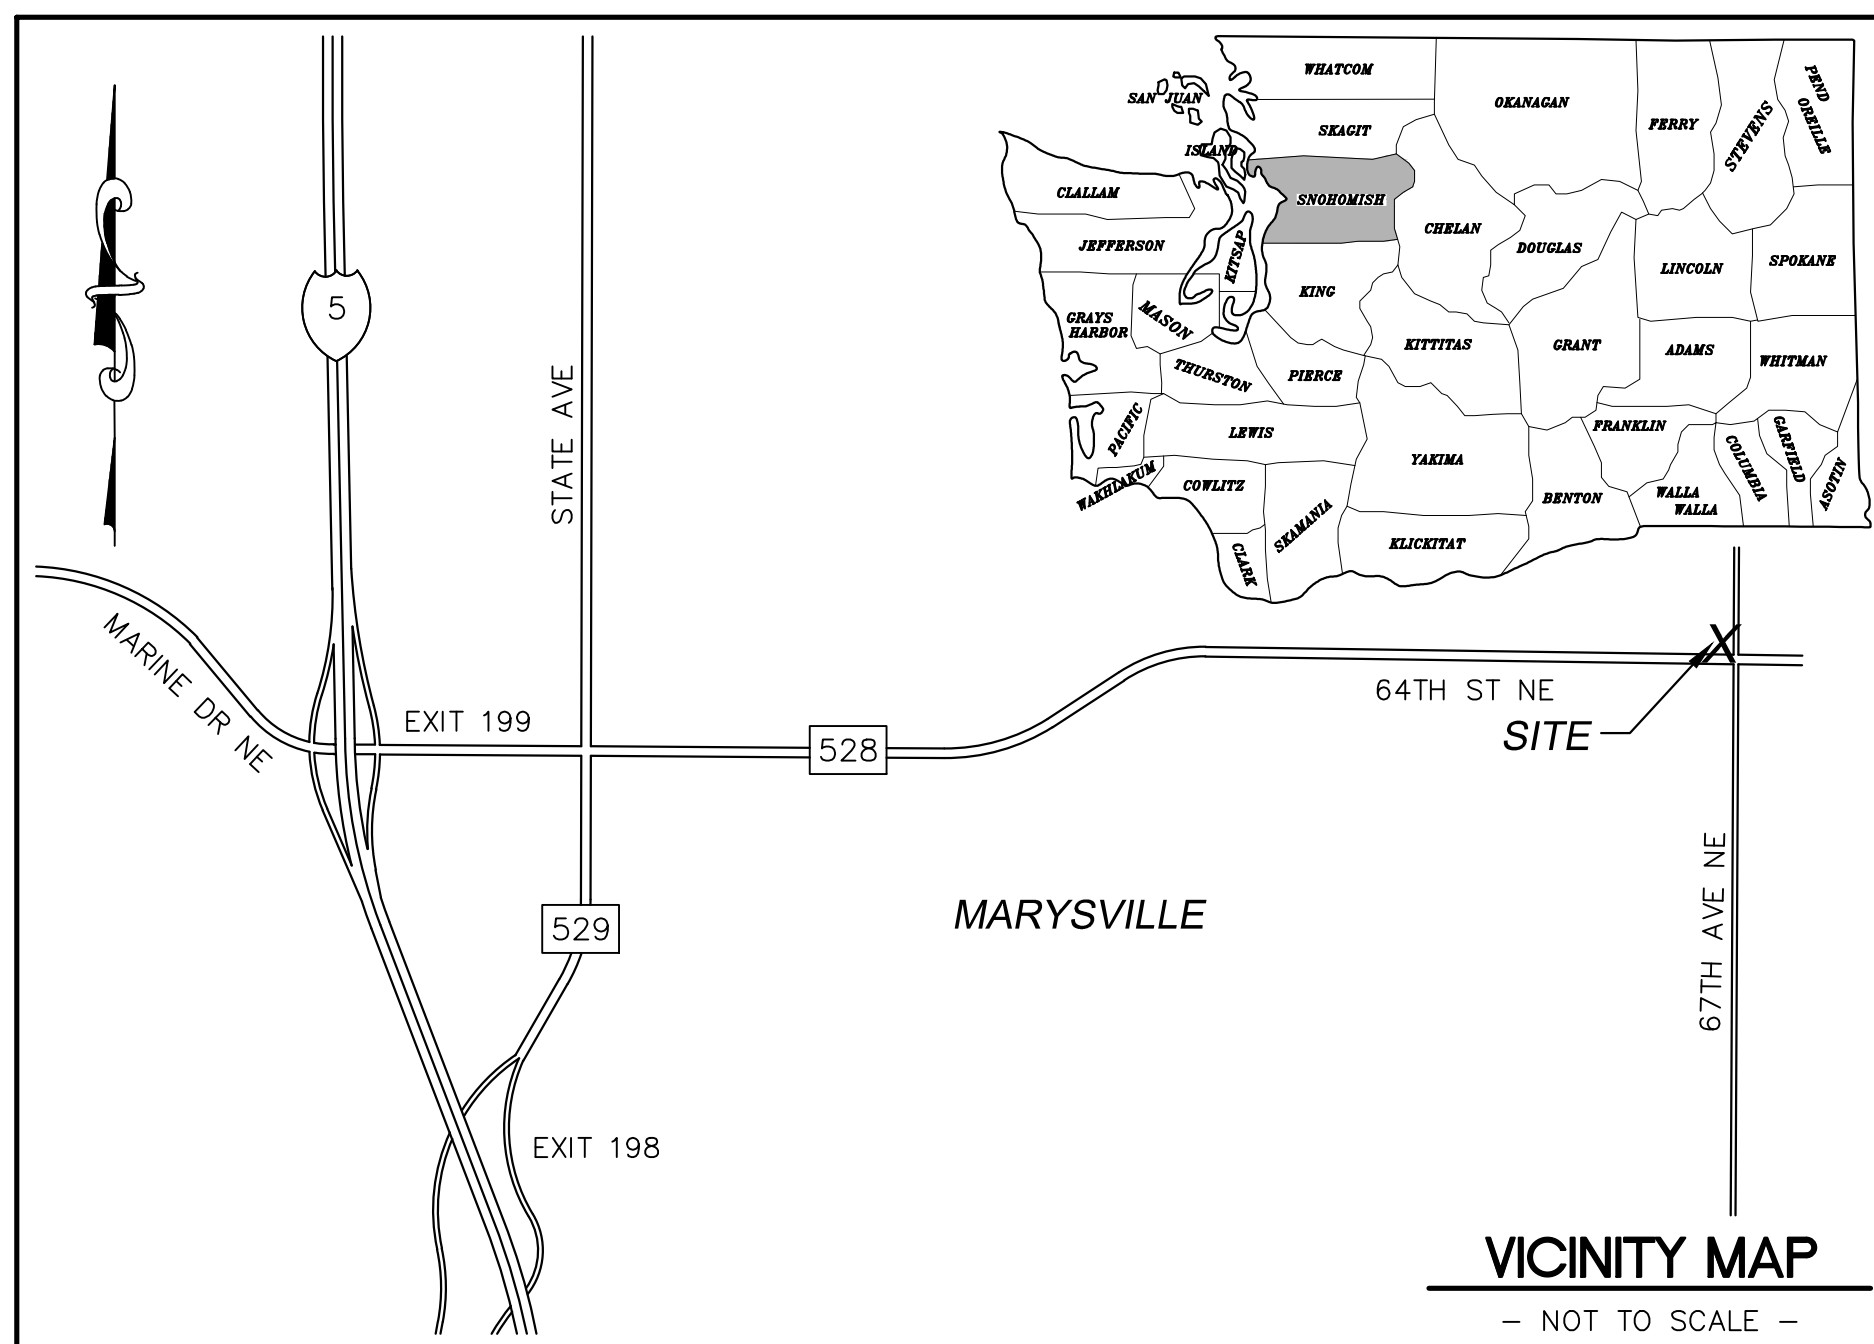 WHATCOM
SAN JUAN
OKANAGAN
PEND
OREILLE
SKAGIT
FERRY
STEVENS
ISLAND
CLALLAM
SNOHOMISH
CHELAN
JEFFERSON
KITSAP
DOUGLAS
LINCOLN
SPOKANE
KING
GRAYS
HARBOR
MASON
KITTITAS
GRANT
ADAMS
WHITMAN
THURSTON
PIERCE
PACIFIC
LEWIS
FRANKLIN
GARFIELD
YAKIMA
COLUMBIA
ASOTIN
WAKHLAKUM
COWLITZ
BENTON
WALLA
WALLA
SKAMANIA
KLICKITAT
CLARK
5
STATE AVE
MARINE DR NE
EXIT 199
528
64TH ST NE
SITE
67TH AVE NE
529
MARYSVILLE
EXIT 198
X
VICINITY MAP
– NOT TO SCALE –